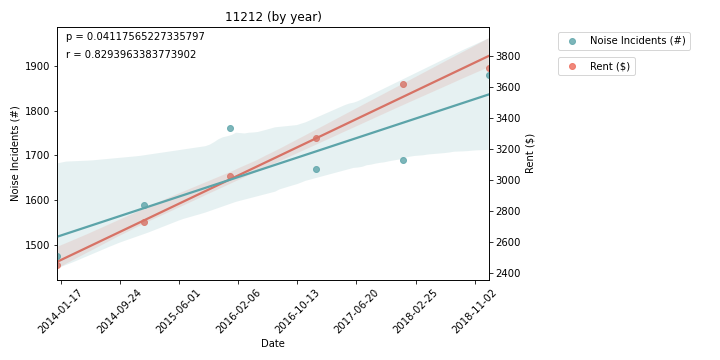 11212 (by year)
p = 0.04117565227335797
r = 0.8293963383773902
Noise Incidents (#)
Rent ($)
1900
1800
1700
1600
1500
Noise Incidents (#)
3800
3600
3400
3200
3000
2800
2600
2400
Rent ($)
2014-01-17
2014-09-24
2015-06-01
2016-02-06
2016-10-13
2017-06-20
2018-02-25
2018-11-02
Date